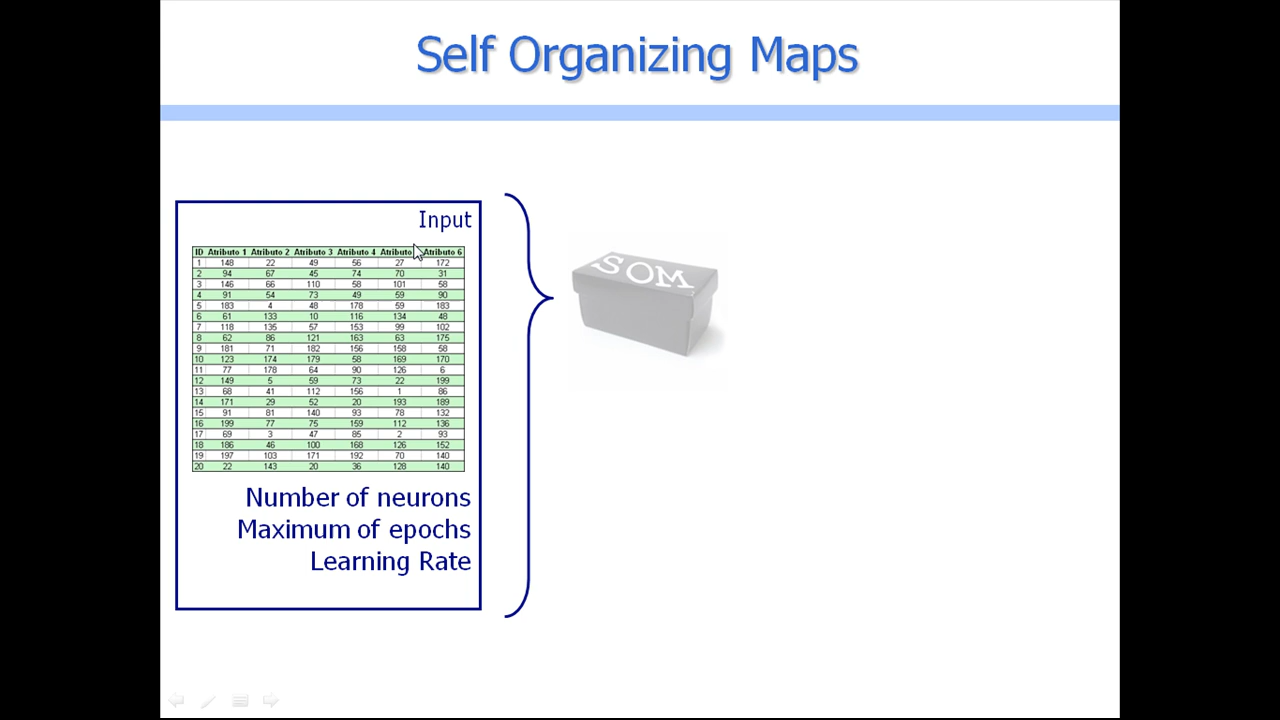 Self Organizing Maps
Input
ID Atributo 1 Atributo 2 Atributo 3 Atributo 4 Atributo Atributo 6
1 148 22 49 56 27 172
2 94 67 45 74 70 31
3 146 66 110 58 101 58
4 91 54 73 49 59 90
5 183 4 48 178 59 183
6 61 133 10 116 134 48
7 118 135 57 153 99 102
8 62 86 121 163 63 175
9 181 71 182 156 158 58
10 123 174 179 58 169 170
11 77 178 64 90 126 6
12 149 5 59 73 22 199
13 68 41 112 156 1 86
14 171 29 52 20 193 189
15 91 81 140 93 78 132
16 199 77 75 159 112 136
17 69 3 47 85 2 93
18 186 46 100 168 126 152
19 197 103 171 192 70 140
20 22 143 20 36 128 140
Number of neurons
Maximum of epochs
Learning Rate
SOM